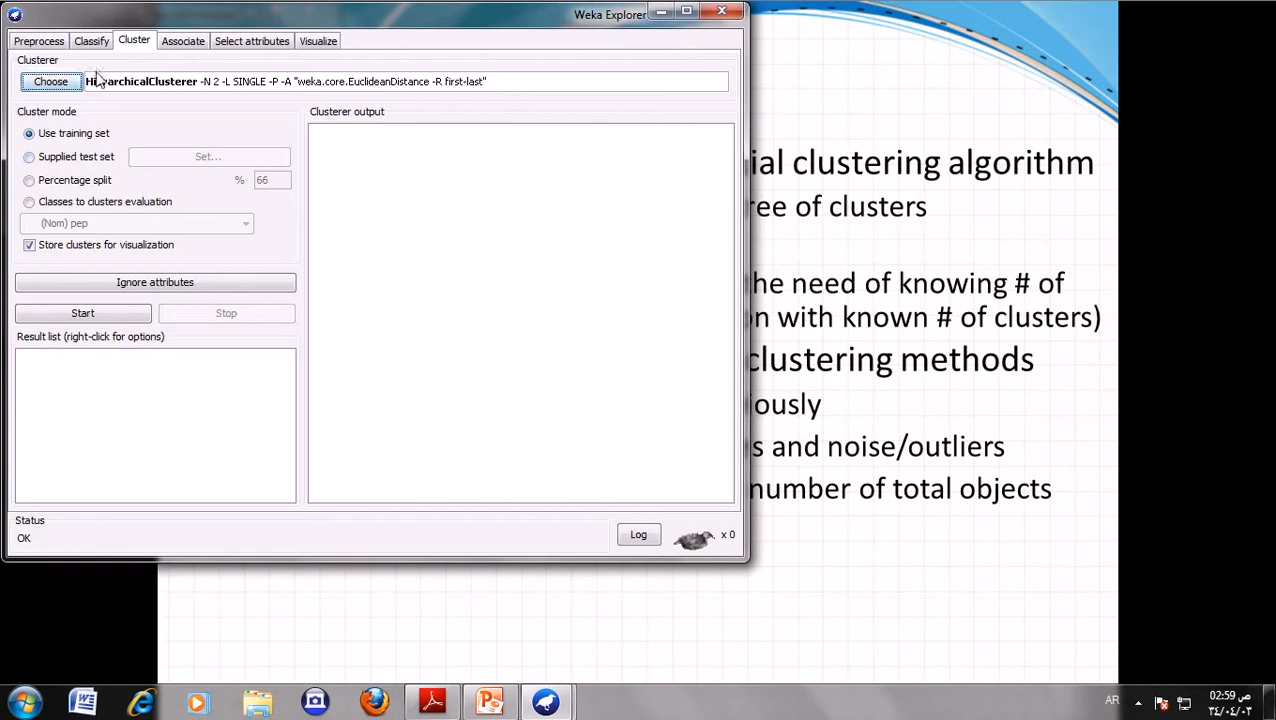 Weka Explorer
Preprocess Classify Cluster Associate Select attributes Visualize
Clusterer
Choose HierarchicalClusterer -N 2 -L SINGLE -P -A "weka.core.EuclideanDistance -R first-last"
Cluster mode
Use training set
Supplied test set Set...
Percentage split % 66
Classes to clusters evaluation
(Nom) pep
Store clusters for visualization
Ignore attributes
Start Stop
Result list (right-click for options)
Clusterer output
Status
OK
Log x 0
ial clustering algorithm
ree of clusters
he need of knowing # of
n with known # of clusters)
clustering methods
iously
s and noise/outliers
number of total objects
AR
02:59 ص
٣٤/٠٤/٠٣